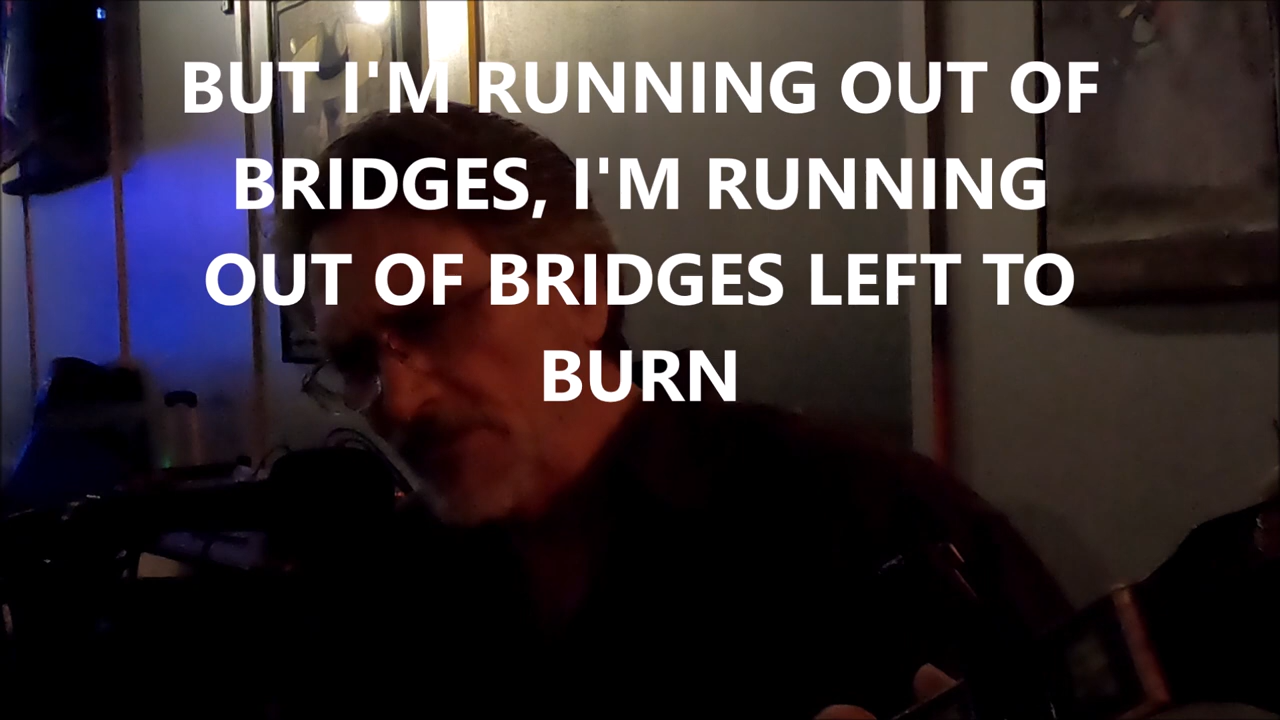 BUT I'M RUNNING OUT OF
BRIDGES, I'M RUNNING
OUT OF BRIDGES LEFT TO
BURN